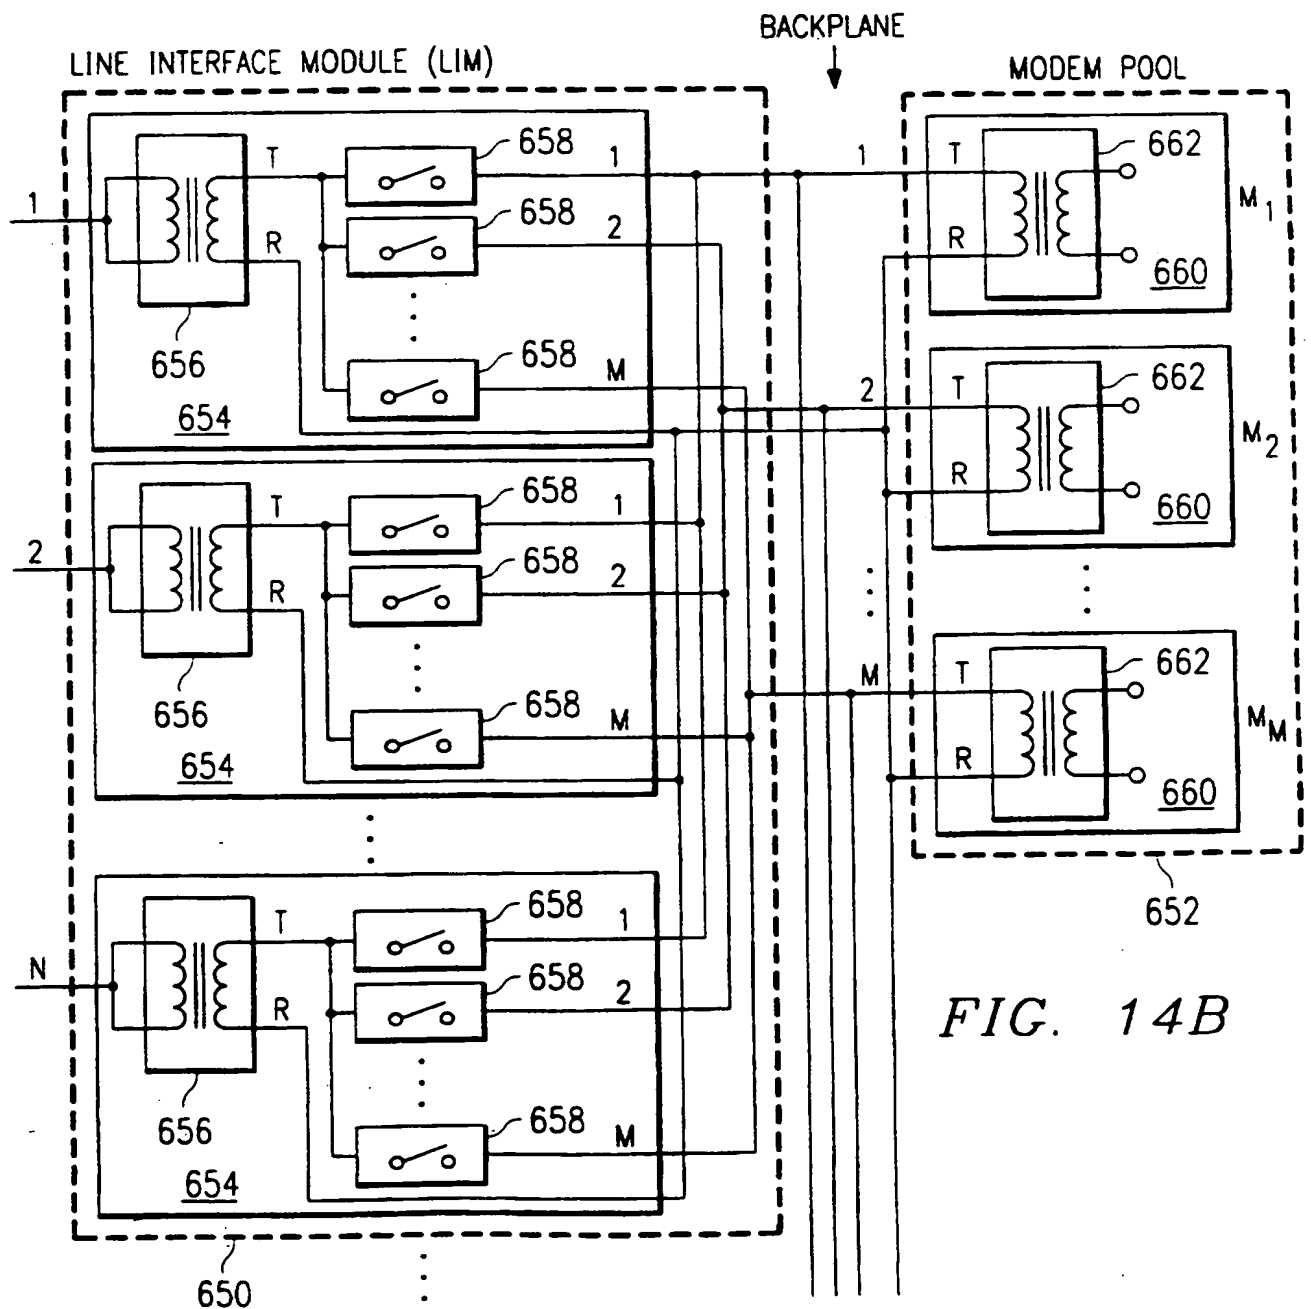 BACKPLANE
LINE INTERFACE MODULE (LIM)
MODEM POOL
1
T
R
656
654
658
1
658
2
658
M
2
T
R
656
654
658
1
658
2
658
M
N
T
R
656
654
658
1
658
2
658
M
650
1
T
R
662
660
M1
2
T
R
662
660
M2
M
T
R
662
660
MM
652
FIG. 14B